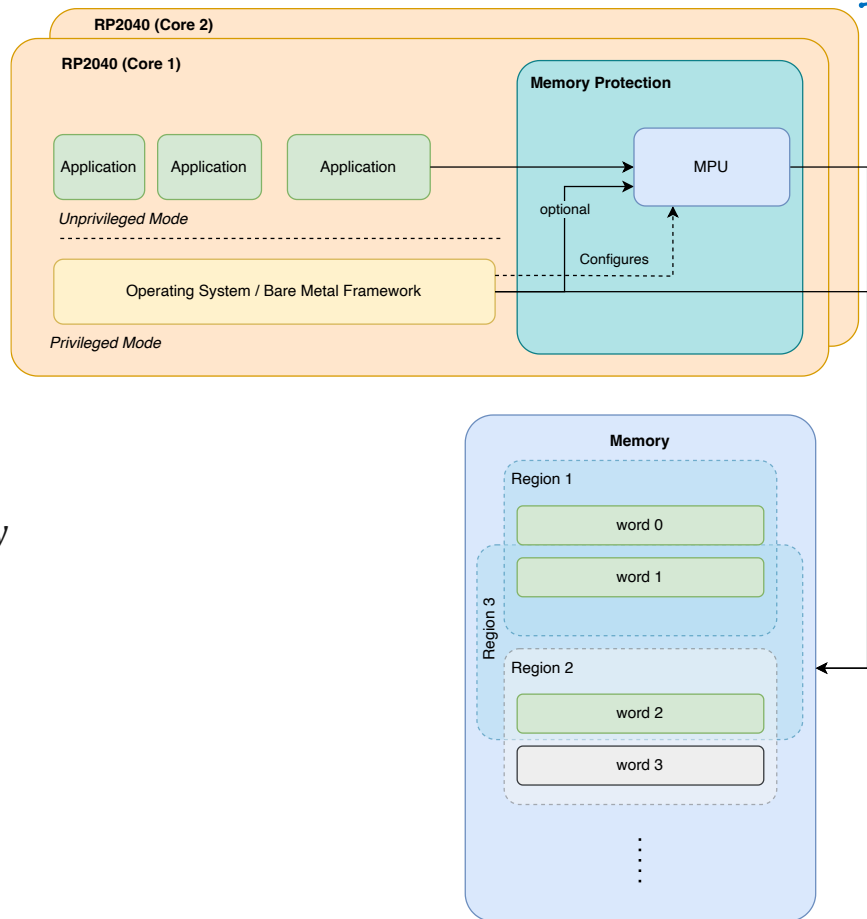 RP2040 (Core 2)
RP2040 (Core 1)
Memory Protection
Application
Application
Application
MPU
Unprivileged Mode
optional
Configures
Operating System / Bare Metal Framework
Privileged Mode
Memory
Region 1
word 0
word 1
Region 3
Region 2
word 2
word 3